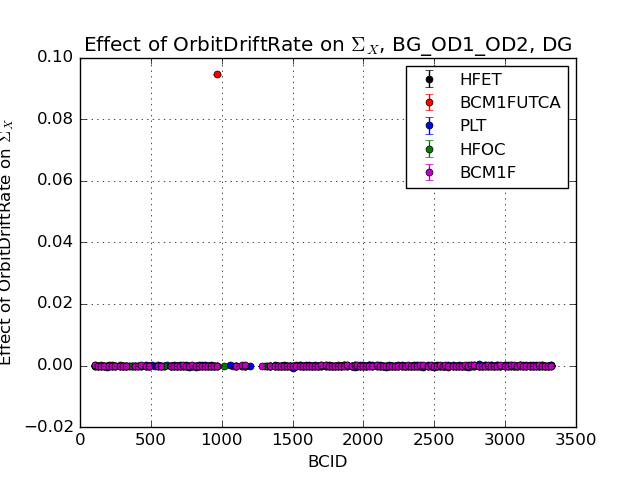 Effect of OrbitDriftRate on Σ_X, BG_OD1_OD2, DG
Effect of OrbitDriftRate on Σ_X
0.10
0.08
0.06
0.04
0.02
0.00
−0.02
HFET
BCM1FUTCA
PLT
HFOC
BCM1F
0 500 1000 1500 2000 2500 3000 3500
BCID